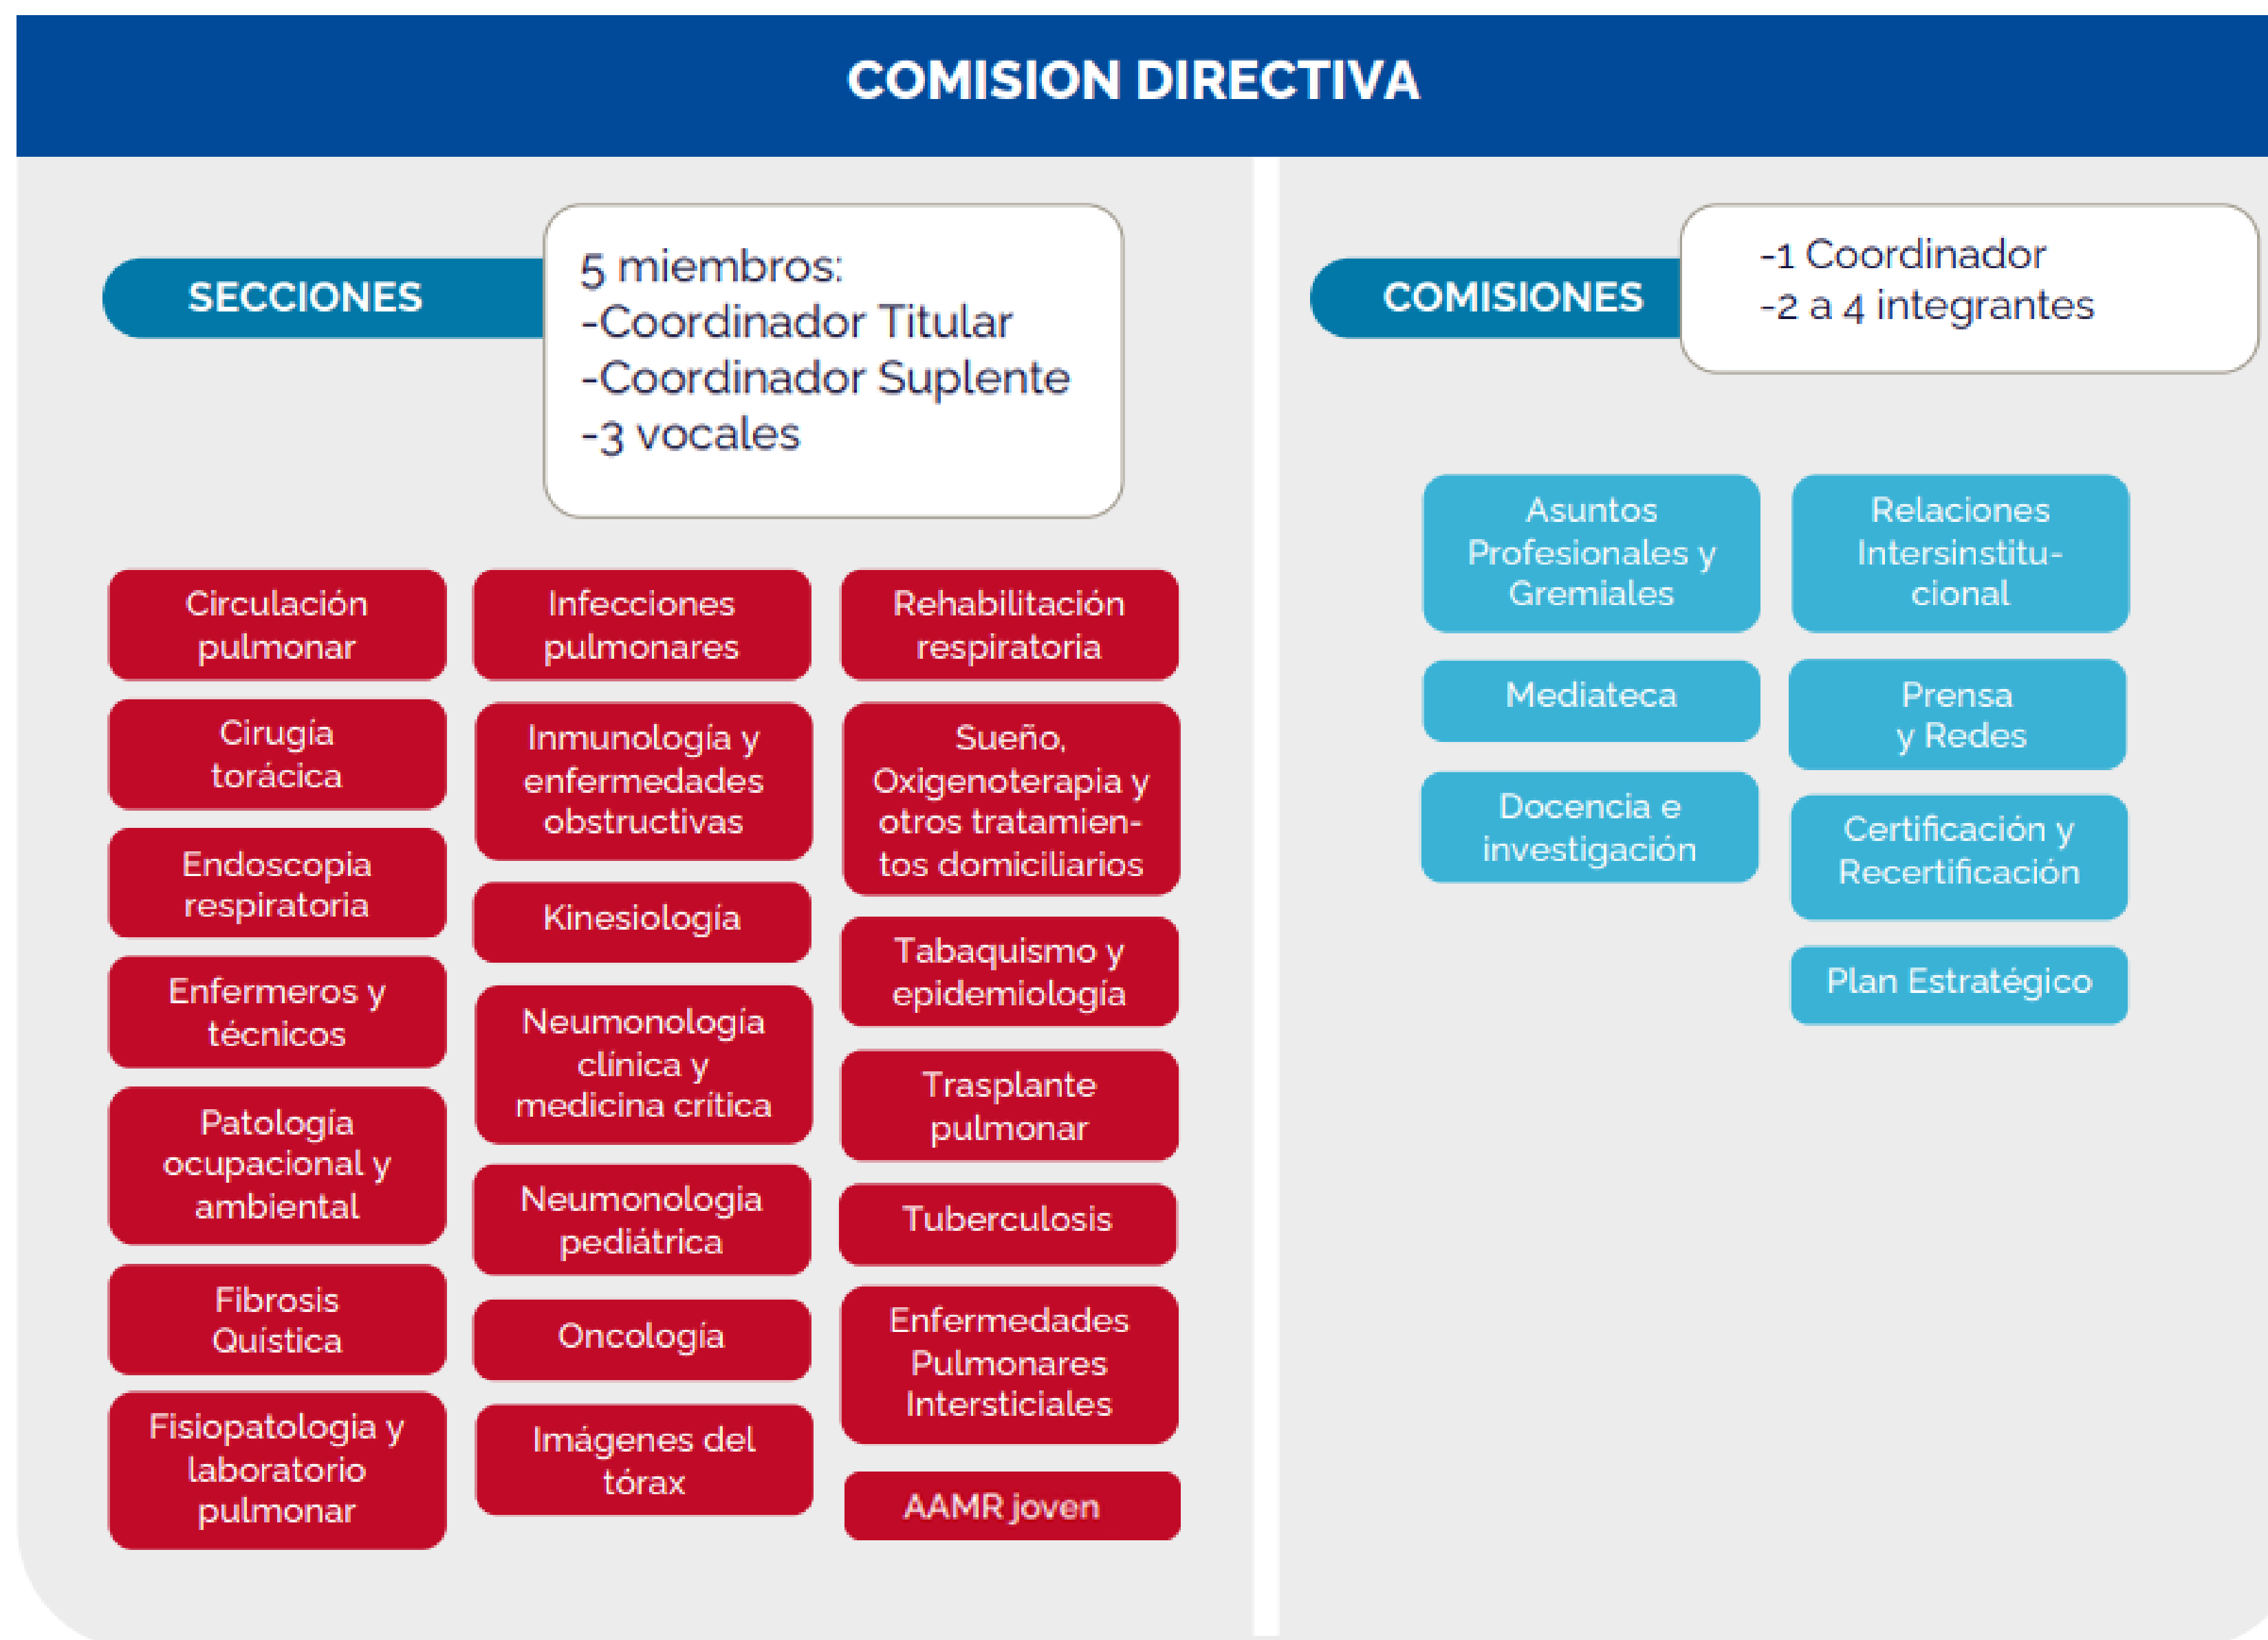 COMISION DIRECTIVA
SECCIONES
5 miembros:
-Coordinador Titular
-Coordinador Suplente
-3 vocales
Circulación
pulmonar
Cirugía
torácica
Endoscopia
respiratoria
Enfermeros y
técnicos
Patología
ocupacional y
ambiental
Fibrosis
Quística
Fisiopatologia y
laboratorio
pulmonar
Infecciones
pulmonares
Inmunología y
enfermedades
obstructivas
Kinesiología
Neumonología
clínica y
medicina crítica
Neumonologia
pediátrica
Oncología
Imágenes del
tórax
Rehabilitación
respiratoria
Sueño,
Oxigenoterapia y
otros tratamien-
tos domiciliarios
Tabaquismo y
epidemiología
Trasplante
pulmonar
Tuberculosis
Enfermedades
Pulmonares
Intersticiales
AAMR joven
COMISIONES
-1 Coordinador
-2 a 4 integrantes
Asuntos
Profesionales y
Gremiales
Mediateca
Docencia e
investigación
Relaciones
Intersinstitu-
cional
Prensa
y Redes
Certificación y
Recertificación
Plan Estratégico